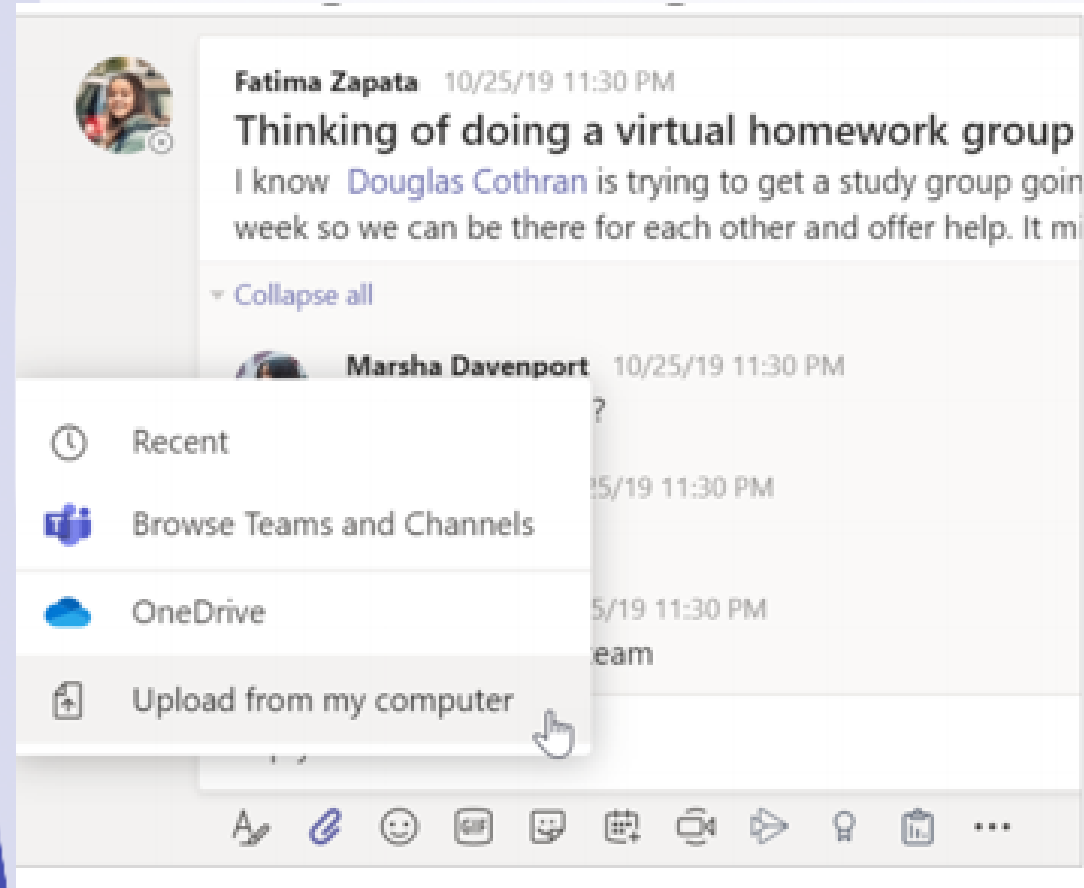 Fatima Zapata 10/25/19 11:30 PM
Thinking of doing a virtual homework group
I know Douglas Cothran is trying to get a study group goin
week so we can be there for each other and offer help. It mi
Collapse all
Marsha Davenport 10/25/19 11:30 PM
?
Recent
25/19 11:30 PM
Browse Teams and Channels
OneDrive
5/19 11:30 PM
team
Upload from my computer
GIF